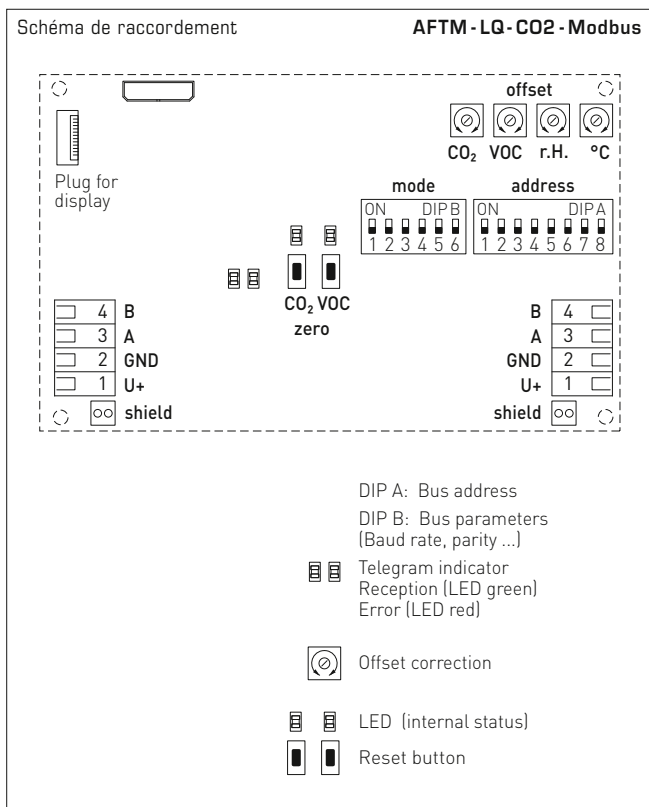 Schéma de raccordement AFTM-LQ-CO2-Modbus
offset
CO₂ VOC r.H. °C
Plug for
display
mode address
ON DIP B ON DIP A
1 2 3 4 5 6 1 2 3 4 5 6 7 8
CO₂ VOC
zero
4 B B 4
3 A A 3
2 GND GND 2
1 U+ U+ 1
shield shield
DIP A: Bus address
DIP B: Bus parameters
(Baud rate, parity ...)
Telegram indicator
Reception (LED green)
Error (LED red)
Offset correction
LED (internal status)
Reset button